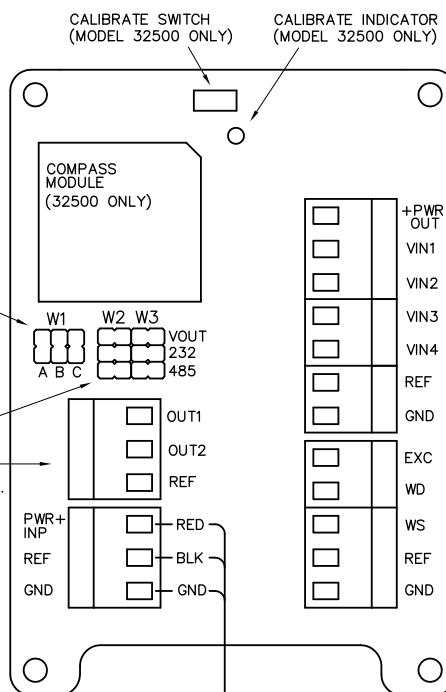 CALIBRATE SWITCH
(MODEL 32500 ONLY)
CALIBRATE INDICATOR
(MODEL 32500 ONLY)
COMPASS
MODULE
(32500 ONLY)
+PWR
OUT
VIN1
VIN2
VIN3
VIN4
REF
GND
EXC
WD
WS
REF
GND
W1
A B C
W2 W3
VOUT
232
485
OUT1
OUT2
REF
PWR+
INP
RED
REF
BLK
GND
GND